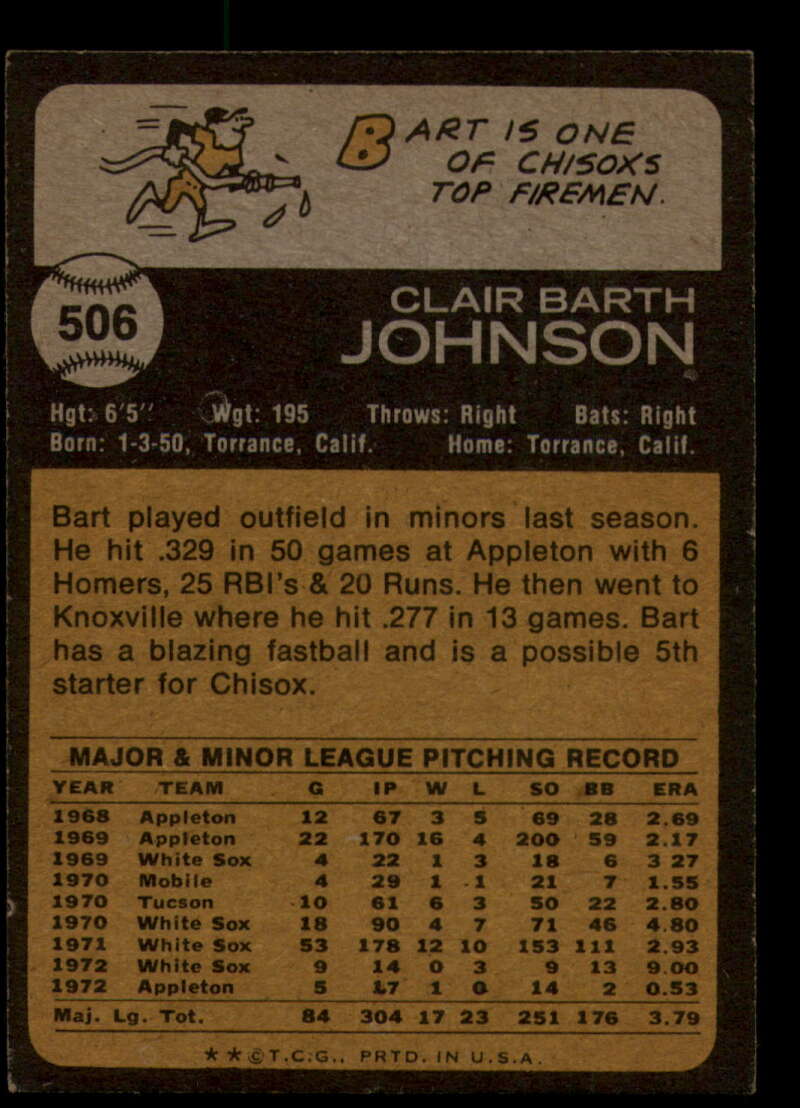 BART IS ONE
OF CHISOX'S
TOP FIREMEN.
506
CLAIR BARTH
JOHNSON
Hgt: 6'5" Wgt: 195 Throws: Right Bats: Right
Born: 1-3-50, Torrance, Calif. Home: Torrance, Calif.
Bart played outfield in minors last season.
He hit .329 in 50 games at Appleton with 6
Homers, 25 RBI's & 20 Runs. He then went to
Knoxville where he hit .277 in 13 games. Bart
has a blazing fastball and is a possible 5th
starter for Chisox.
MAJOR & MINOR LEAGUE PITCHING RECORD
YEAR TEAM G IP W L SO BB ERA
1968 Appleton 12 67 3 5 69 28 2.69
1969 Appleton 22 170 16 4 200 59 2.17
1969 White Sox 4 22 1 3 18 6 3 27
1970 Mobile 4 29 1 1 21 7 1.55
1970 Tucson 10 61 6 3 50 22 2.80
1970 White Sox 18 90 4 7 71 46 4.80
1971 White Sox 53 178 12 10 153 111 2.93
1972 White Sox 9 14 0 3 9 13 9.00
1972 Appleton 5 17 1 0 14 2 0.53
Maj. Lg. Tot. 84 304 17 23 251 176 3.79
* * © T.C.G., PRTD. IN U.S.A.